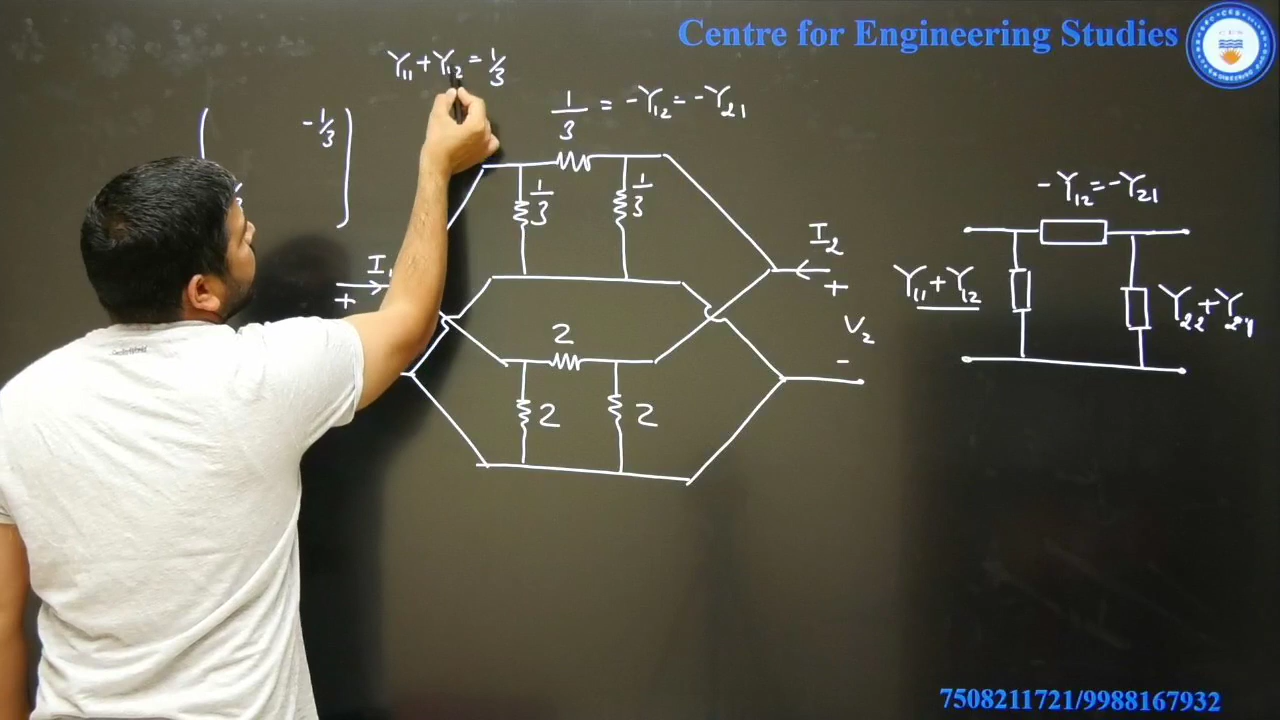 Centre for Engineering Studies
CES
Y₁₁ + Y₁₂ = 1/3
1/3 = -Y₁₂ = -Y₂₁
-1/3
1/3
1/3
-Y₁₂ = -Y₂₁
I₁
+
I₂
+
V₂
-
Y₁₁ + Y₁₂
Y₂₂ + Y₂₁
2
2
2
7508211721/9988167932